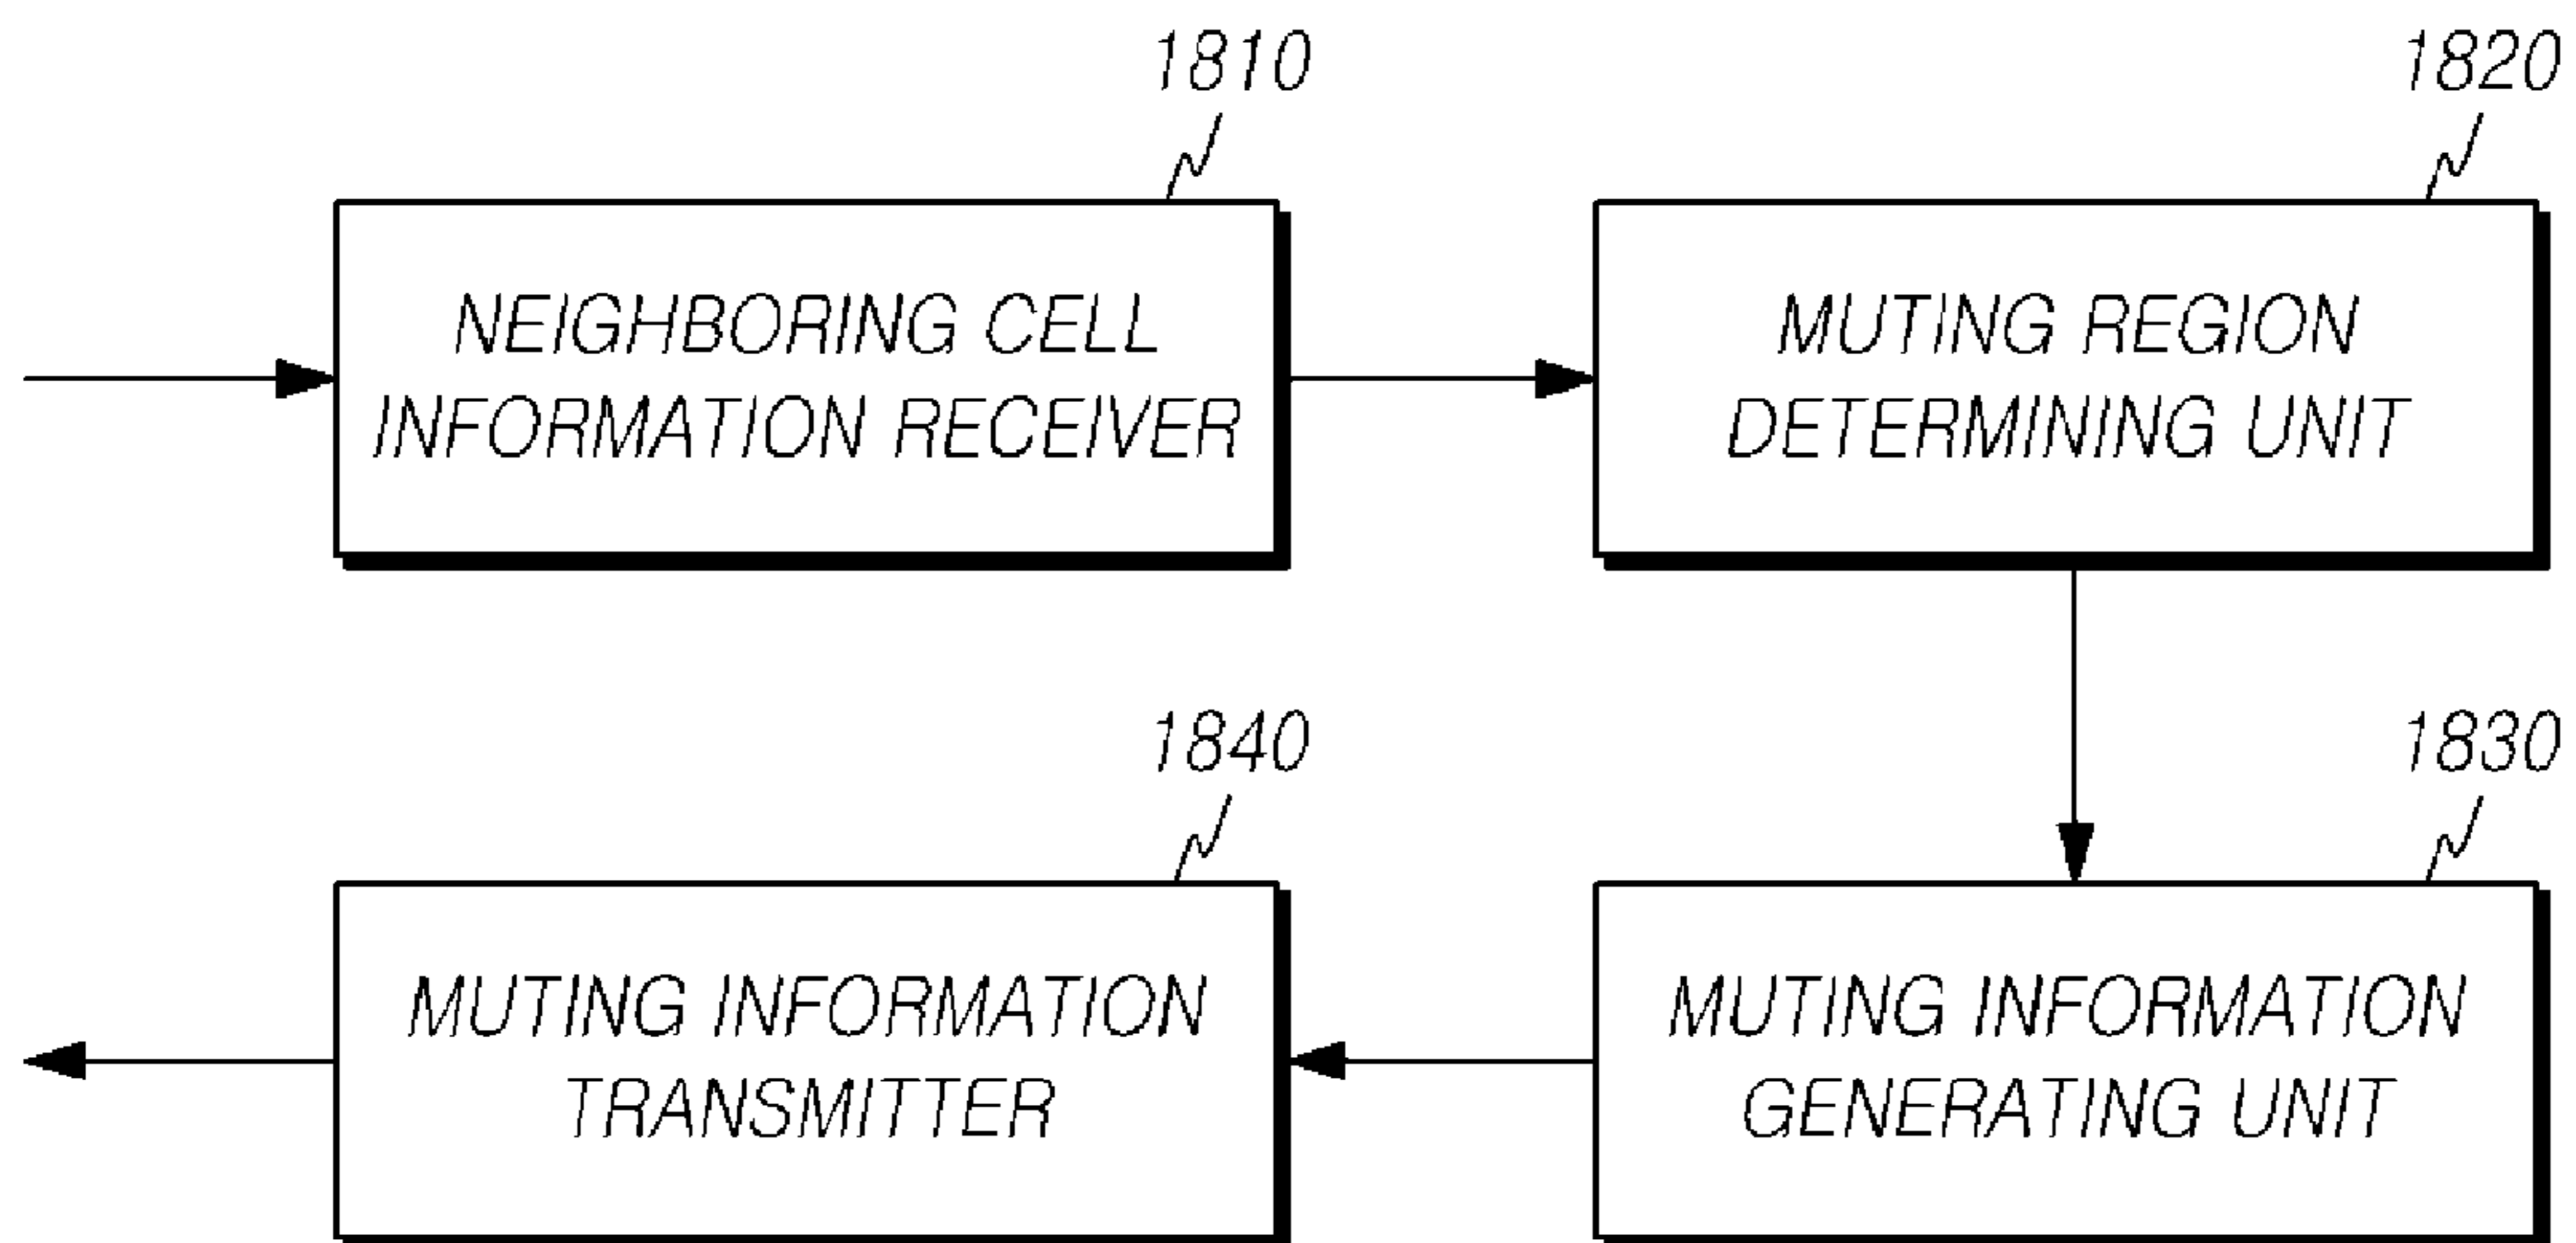 1810
1820
NEIGHBORING CELL
INFORMATION RECEIVER
MUTING REGION
DETERMINING UNIT
1840
1830
MUTING INFORMATION
TRANSMITTER
MUTING INFORMATION
GENERATING UNIT